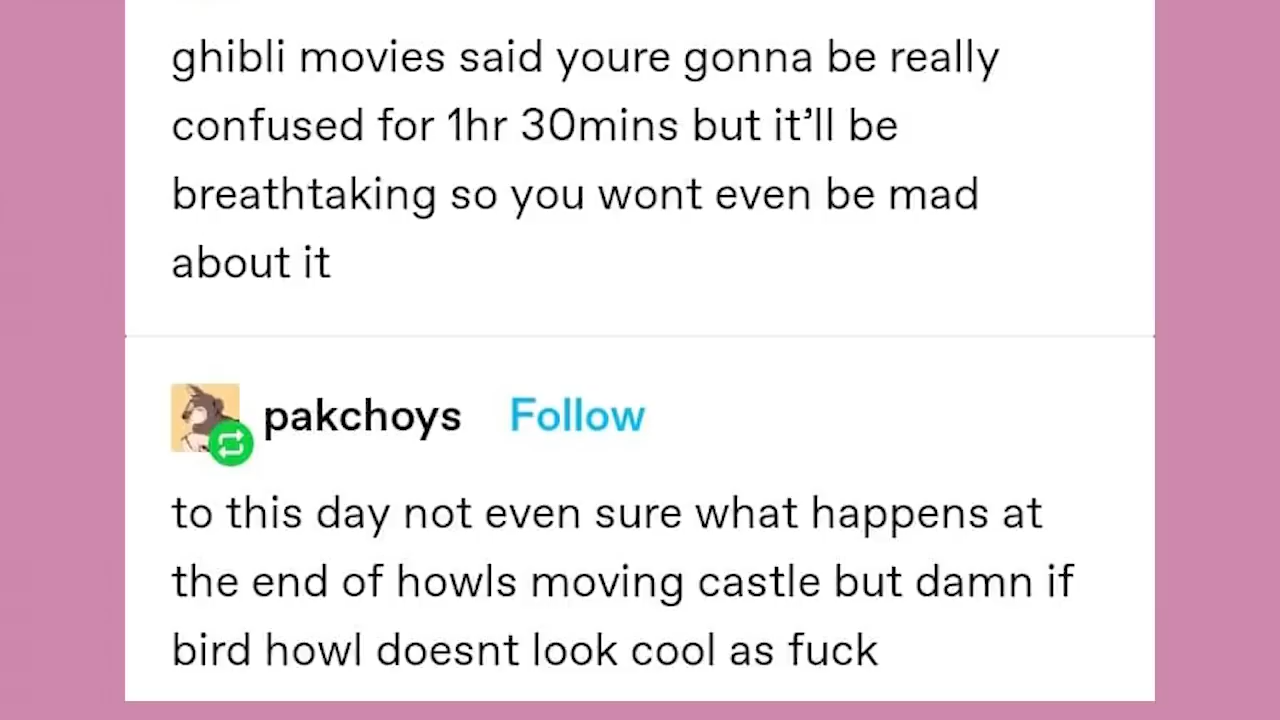 ghibli movies said youre gonna be really
confused for 1hr 30mins but it’ll be
breathtaking so you wont even be mad
about it
pakchoys Follow
to this day not even sure what happens at
the end of howls moving castle but damn if
bird howl doesnt look cool as fuck